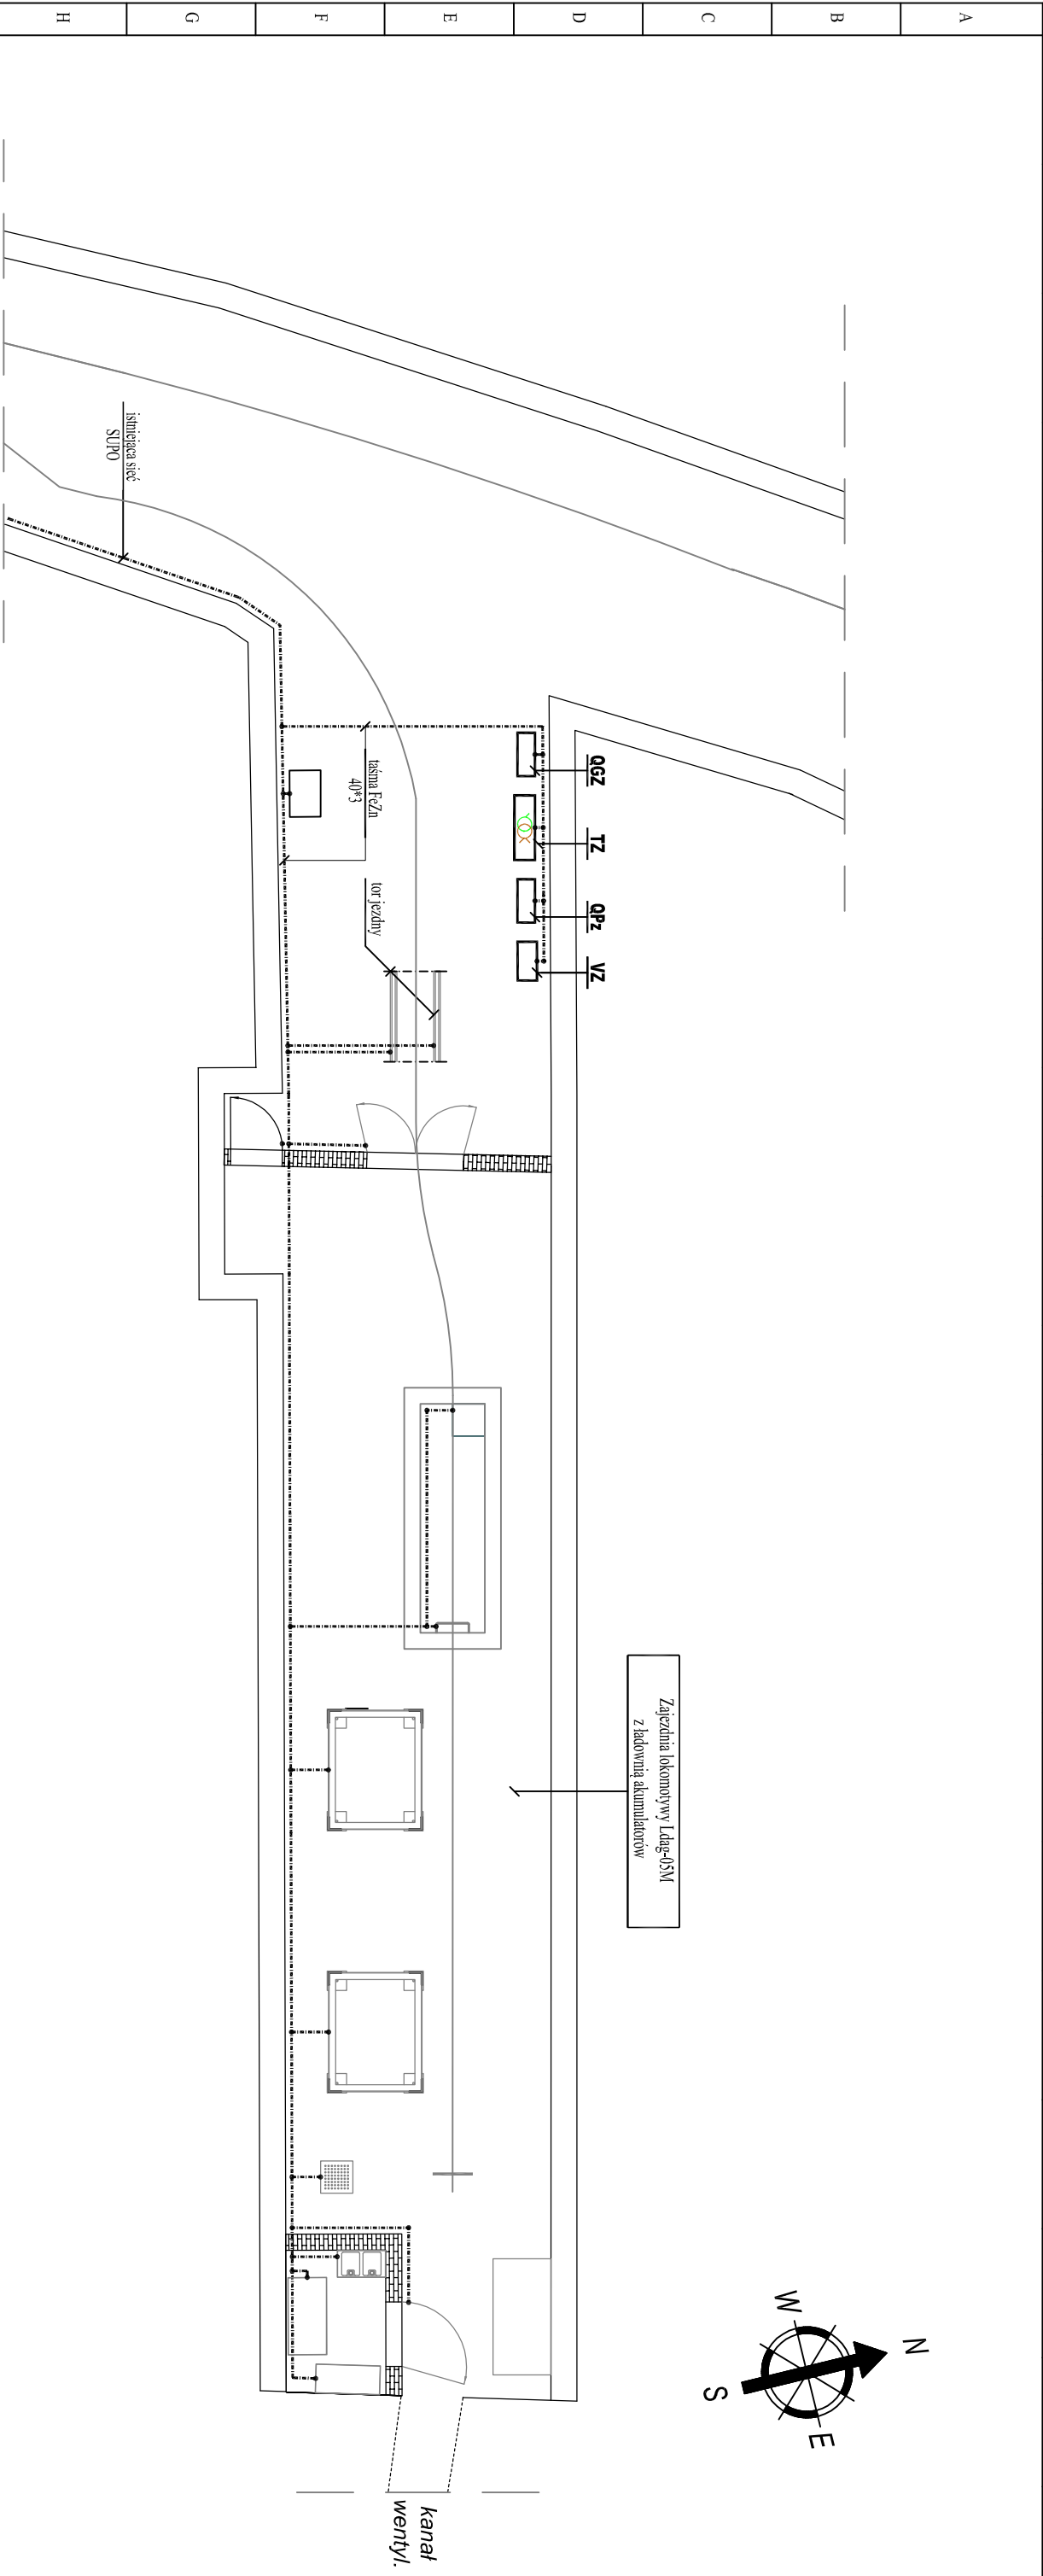 H
G
F
E
D
C
B
A
istniejąca sieć
SUPO
taśma FeZn
40*3
tor jezdny
QGZ
TZ
QPz
VZ
Zajezdnia lokomotywy Ldag-05M
z ładownią akumulatorów
N
W
E
S
kanał
wentyl.